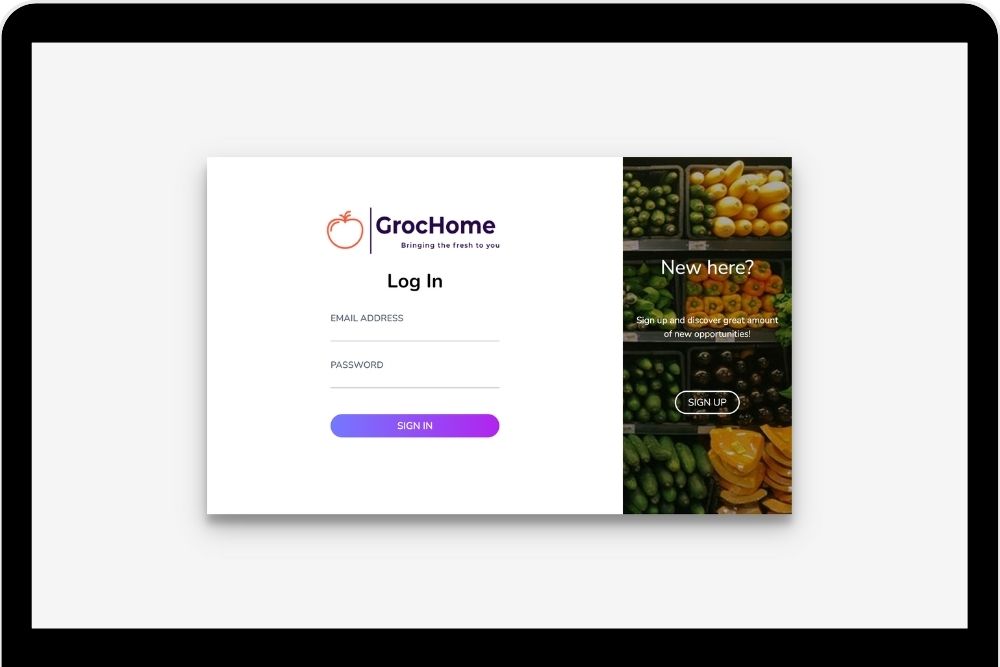 GrocHome
Bringing the fresh to you
Log In
EMAIL ADDRESS
PASSWORD
SIGN IN
New here?
Sign up and discover great amount
of new opportunities!
SIGN UP